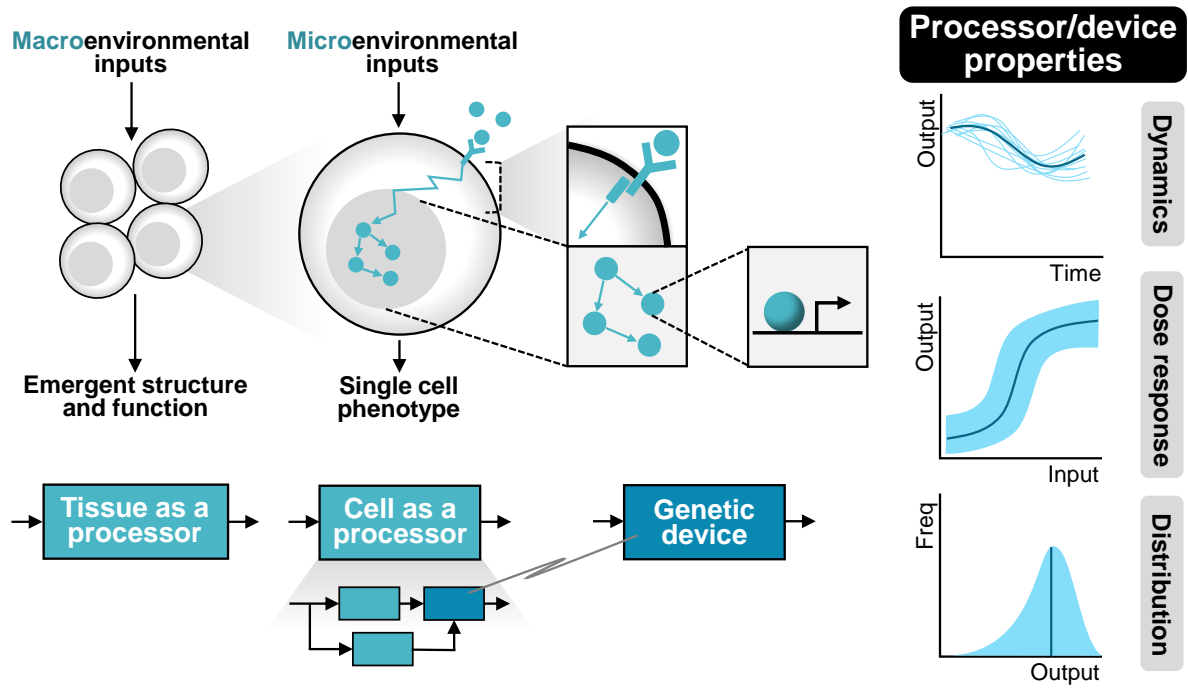 Macroenvironmental
inputs
Microenvironmental
inputs
Emergent structure
and function
Single cell
phenotype
Tissue as a
processor
Cell as a
processor
Genetic
device
Processor/device
properties
Output
Time
Dynamics
Output
Input
Dose response
Freq
Output
Distribution